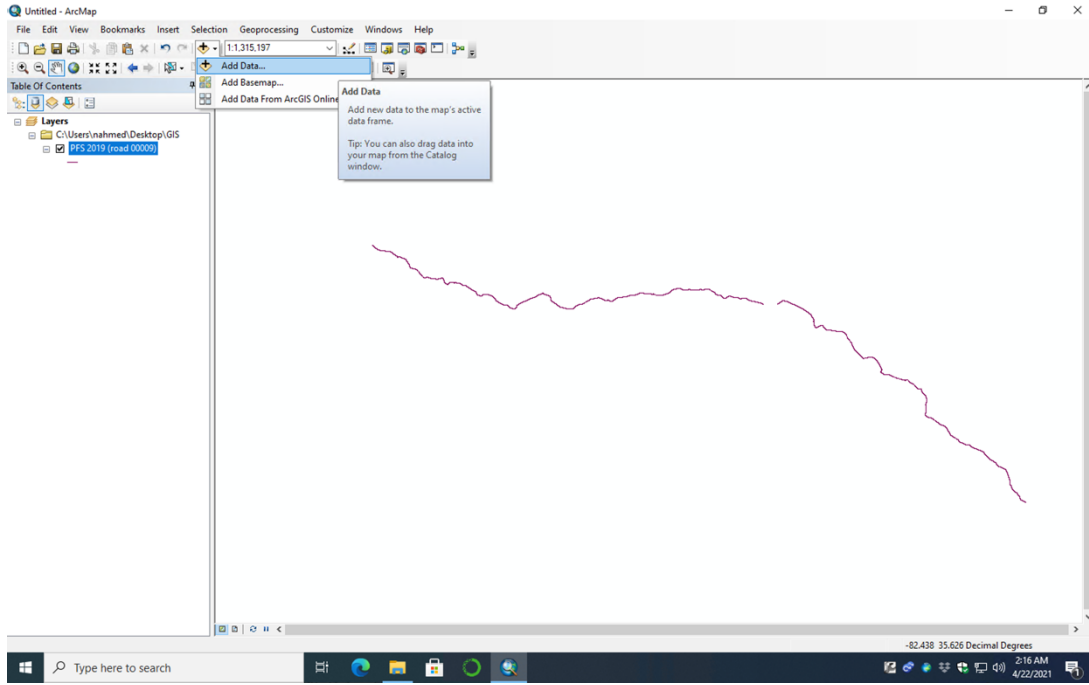 Untitled - ArcMap
File Edit View Bookmarks Insert Selection Geoprocessing Customize Windows Help
1:1,315,197
Add Data...
Table Of Contents
Add Basemap...
Add Data From ArcGIS Online
Add Data
Add new data to the map's active
data frame.
Tip: You can also drag data into
your map from the Catalog
window.
Layers
C:\Users\nahmed\Desktop\GIS
PFS 2019 (road 00009)
-82.438 35.626 Decimal Degrees
Type here to search
2:16 AM
4/22/2021